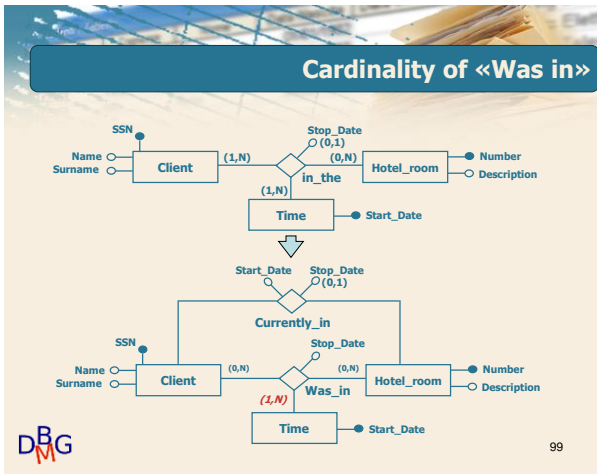 Cardinality of «Was in»
SSN
Stop_Date
(0,1)
Name
Surname
Client
(1,N)
(0,N)
in_the
Hotel_room
Number
Description
(1,N)
Time
Start_Date
Start_Date
Stop_Date
(0,1)
Currently_in
SSN
Stop_Date
Name
Surname
Client
(0,N)
(0,N)
Was_in
Hotel_room
Number
Description
(1,N)
Time
Start_Date
DBMG
99